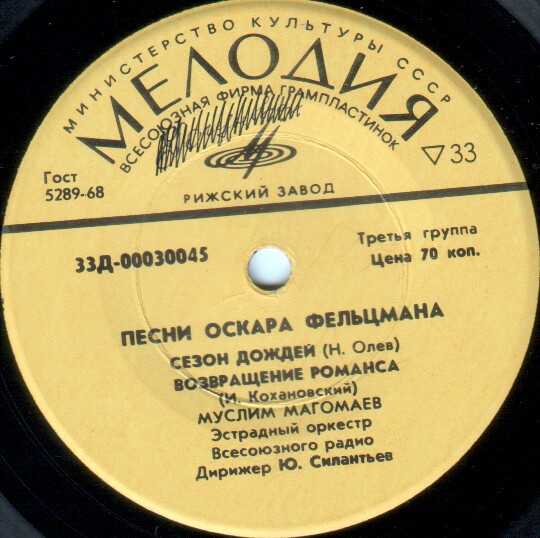 МИНИСТЕРСТВО КУЛЬТУРЫ СССР
МЕЛОДИЯ
ВСЕСОЮЗНАЯ ФИРМА ГРАМПЛАСТИНОК
▽33
Гост
5289-68
РИЖСКИЙ ЗАВОД
33Д-00030045
Третья группа
Цена 70 коп.
ПЕСНИ ОСКАРА ФЕЛЬЦМАНА
СЕЗОН ДОЖДЕЙ (Н. Олев)
ВОЗВРАЩЕНИЕ РОМАНСА
(И. Кохановский)
МУСЛИМ МАГОМАЕВ
Эстрадный оркестр
Всесоюзного радио
Дирижер Ю. Силантьев